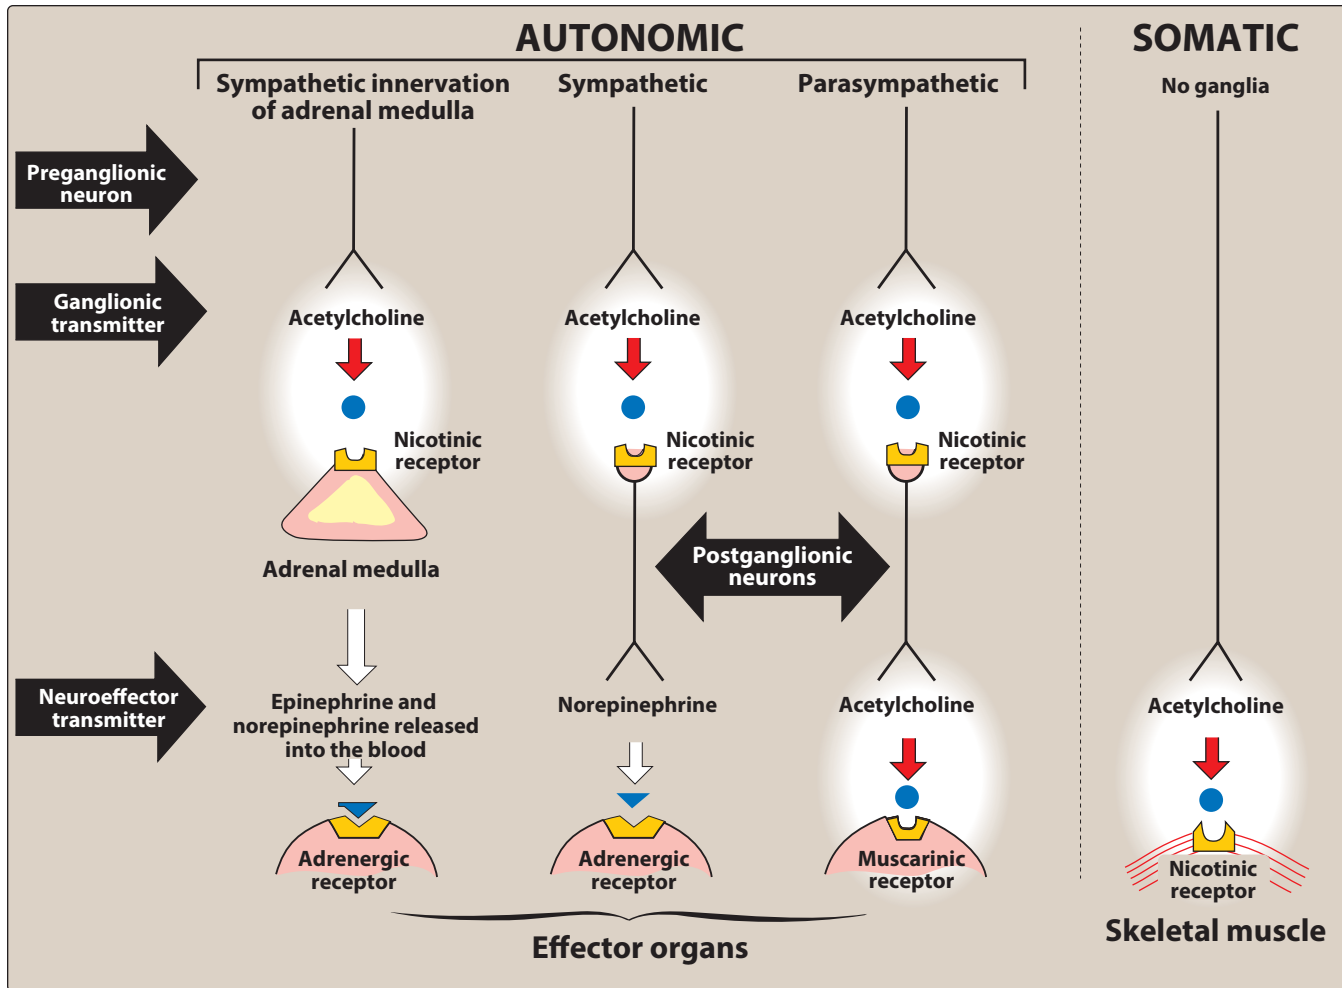 AUTONOMIC
SOMATIC
Sympathetic innervation
of adrenal medulla
Sympathetic
Parasympathetic
No ganglia
Preganglionic
neuron
Ganglionic
transmitter
Acetylcholine
Acetylcholine
Acetylcholine
Nicotinic
receptor
Nicotinic
receptor
Nicotinic
receptor
Adrenal medulla
Postganglionic
neurons
Neuroeffector
transmitter
Epinephrine and
norepinephrine released
into the blood
Norepinephrine
Acetylcholine
Acetylcholine
Adrenergic
receptor
Adrenergic
receptor
Muscarinic
receptor
Nicotinic
receptor
Effector organs
Skeletal muscle